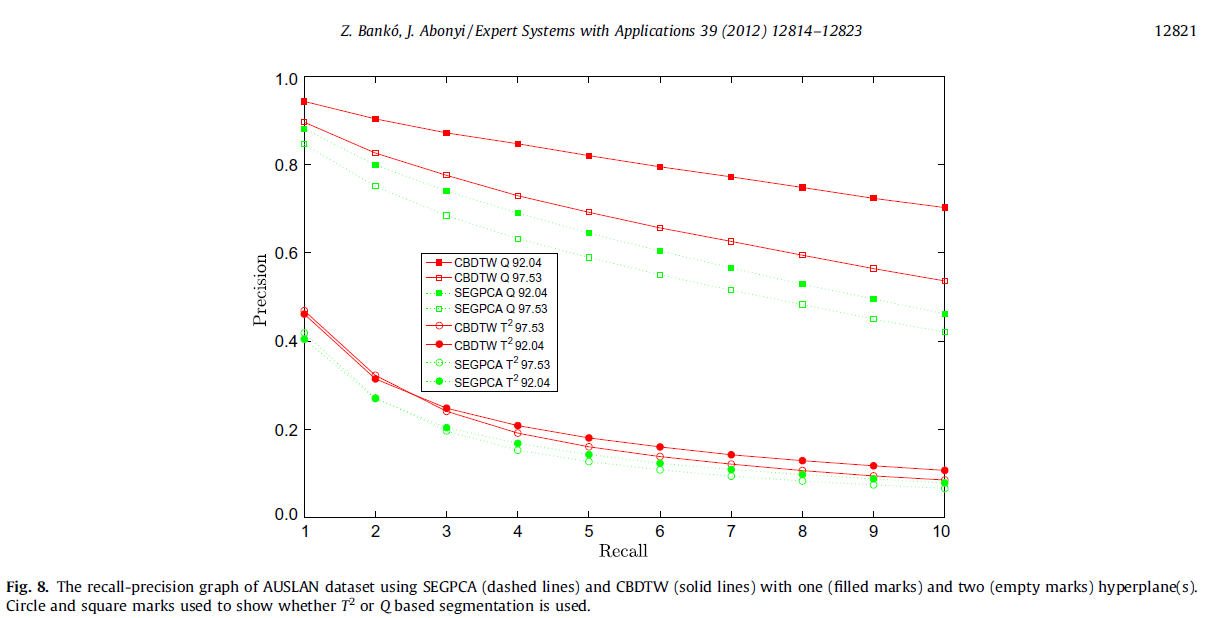 Z. Bankó, J. Abonyi / Expert Systems with Applications 39 (2012) 12814–12823
12821
1.0
0.8
0.6
0.4
0.2
0.0
Precision
CBDTW Q 92.04
CBDTW Q 97.53
SEGPCA Q 92.04
SEGPCA Q 97.53
CBDTW T² 97.53
CBDTW T² 92.04
SEGPCA T² 97.53
SEGPCA T² 92.04
1 2 3 4 5 6 7 8 9 10
Recall
Fig. 8. The recall-precision graph of AUSLAN dataset using SEGPCA (dashed lines) and CBDTW (solid lines) with one (filled marks) and two (empty marks) hyperplane(s).
Circle and square marks used to show whether T² or Q based segmentation is used.